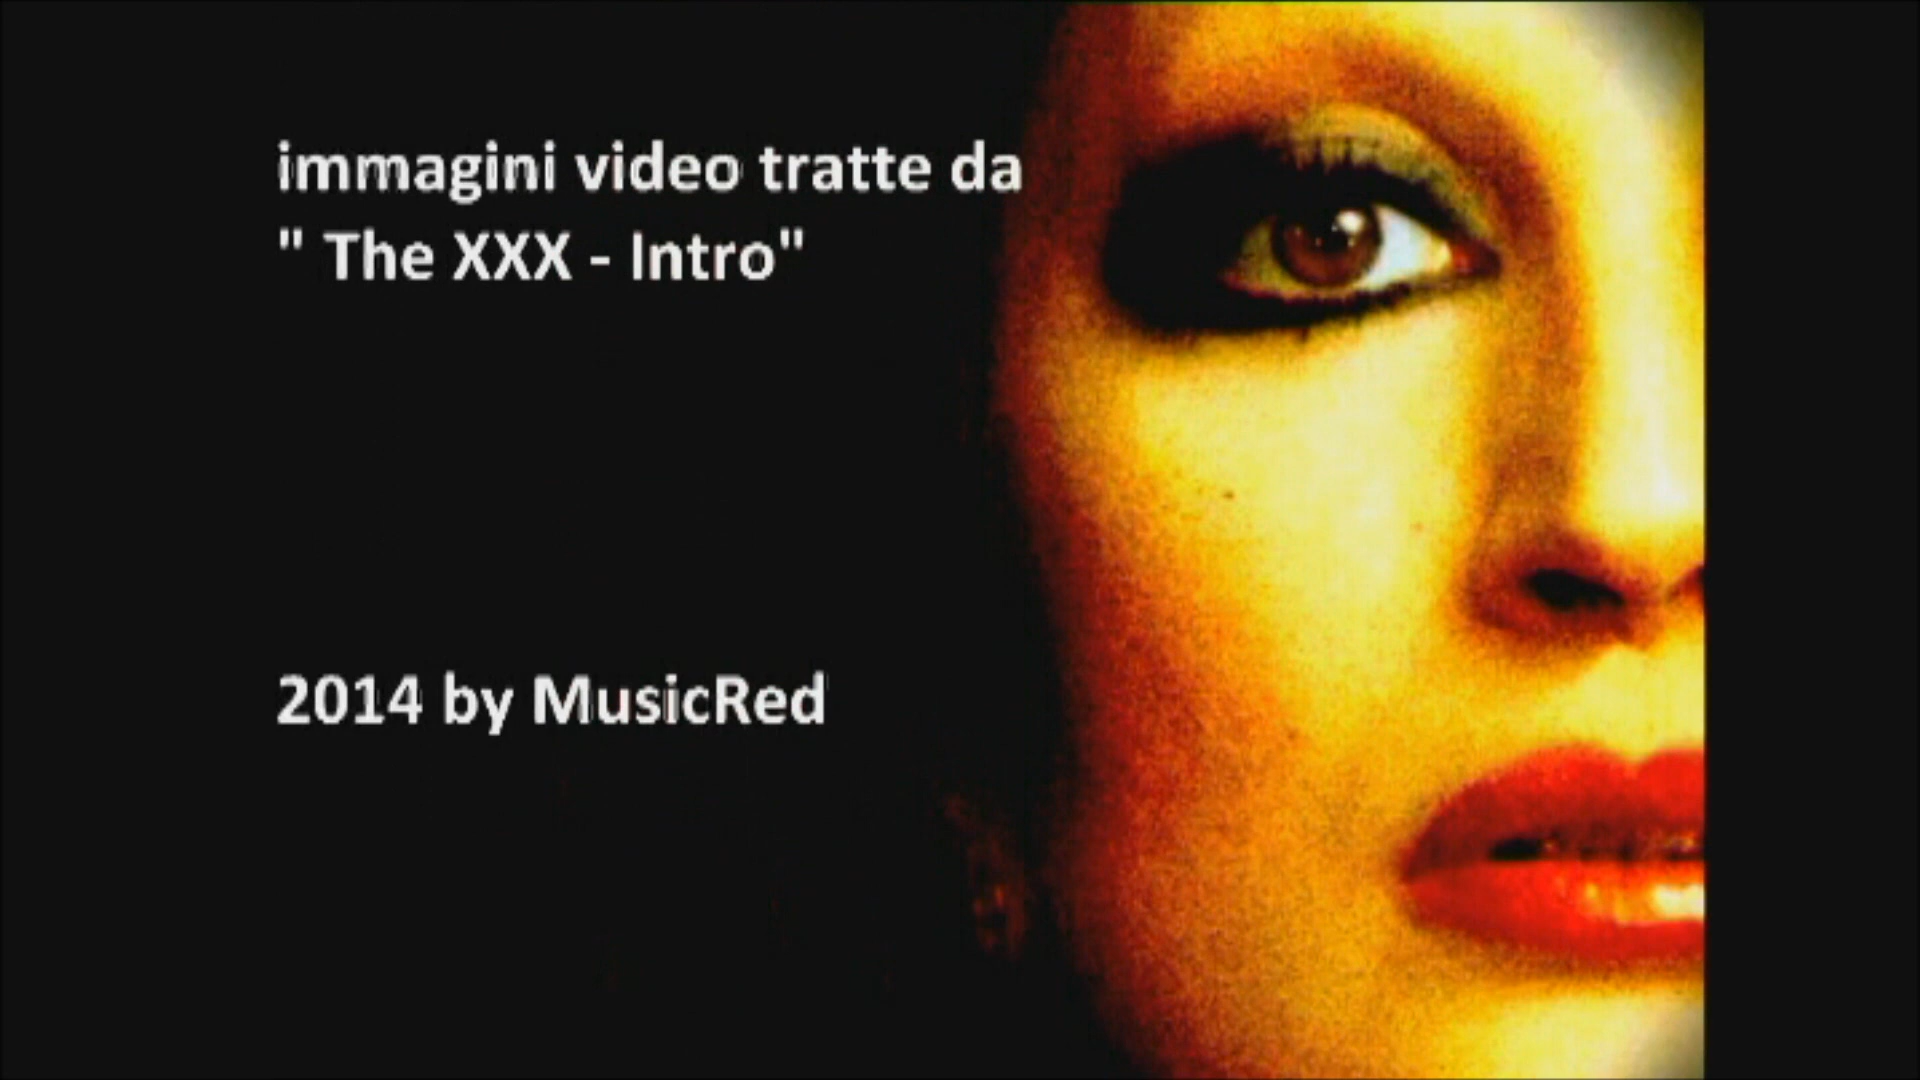 immagini video tratte da
" The XXX - Intro"
2014 by MusicRed